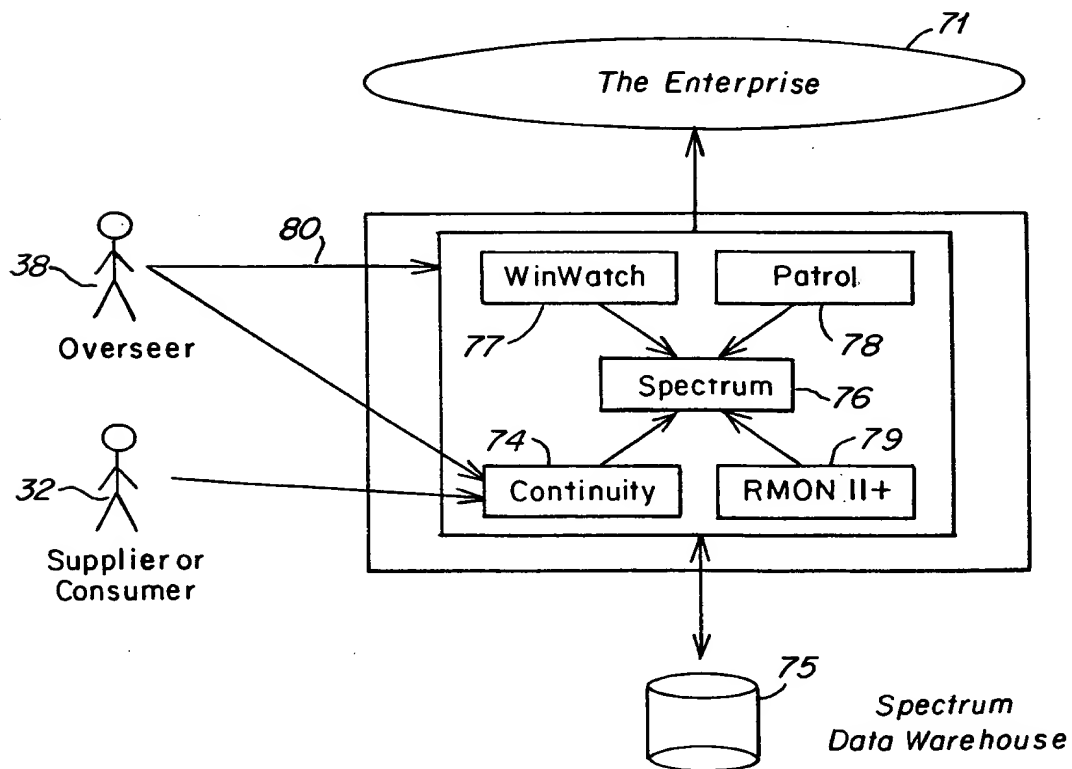 71
The Enterprise
80
38
Overseer
WinWatch
Patrol
77
78
Spectrum
76
74
79
32
Continuity
RMON II+
Supplier or
Consumer
75
Spectrum
Data Warehouse